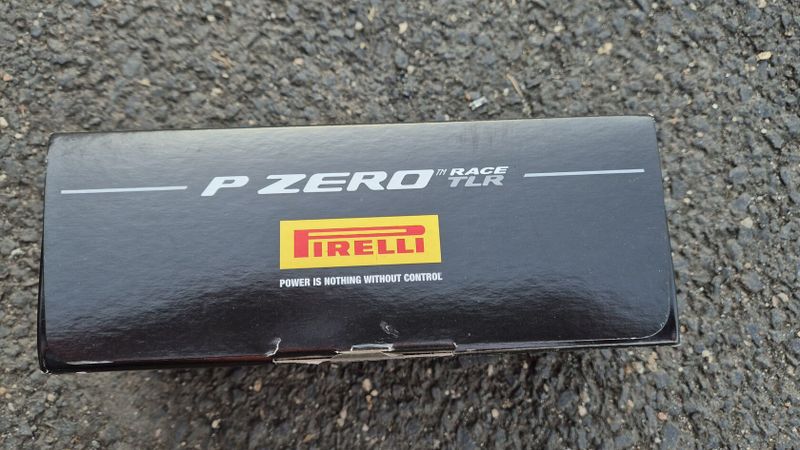 P ZERO™ RACE TLR
PIRELLI
POWER IS NOTHING WITHOUT CONTROL